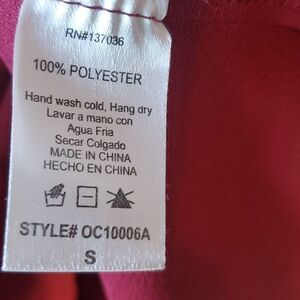 RN#137036
100% POLYESTER
Hand wash cold, Hang dry
Lavar a mano con
Agua Fria
Secar Colgado
MADE IN CHINA
HECHO EN CHINA
STYLE# OC10006A
S